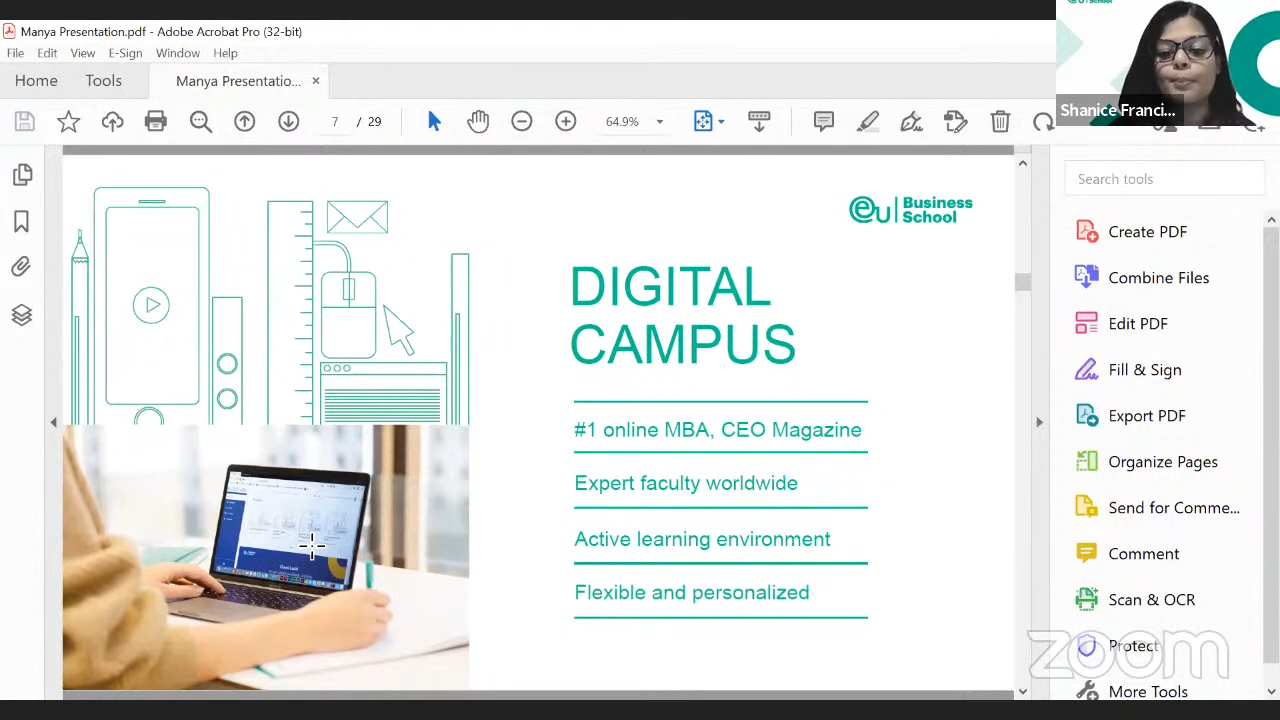 Manya Presentation.pdf - Adobe Acrobat Pro (32-bit)
File Edit View E-Sign Window Help
Home Tools Manya Presentatio... ×
7 / 64.9%
Business
School
Shanice Franci...
eu Business
School
DIGITAL
CAMPUS
#1 online MBA, CEO Magazine
Expert faculty worldwide
Active learning environment
Flexible and personalized
Search tools
Create PDF
Combine Files
Edit PDF
Fill & Sign
Export PDF
Organize Pages
Send for Comme...
Comment
Scan & OCR
Protect
More Tools
zoom